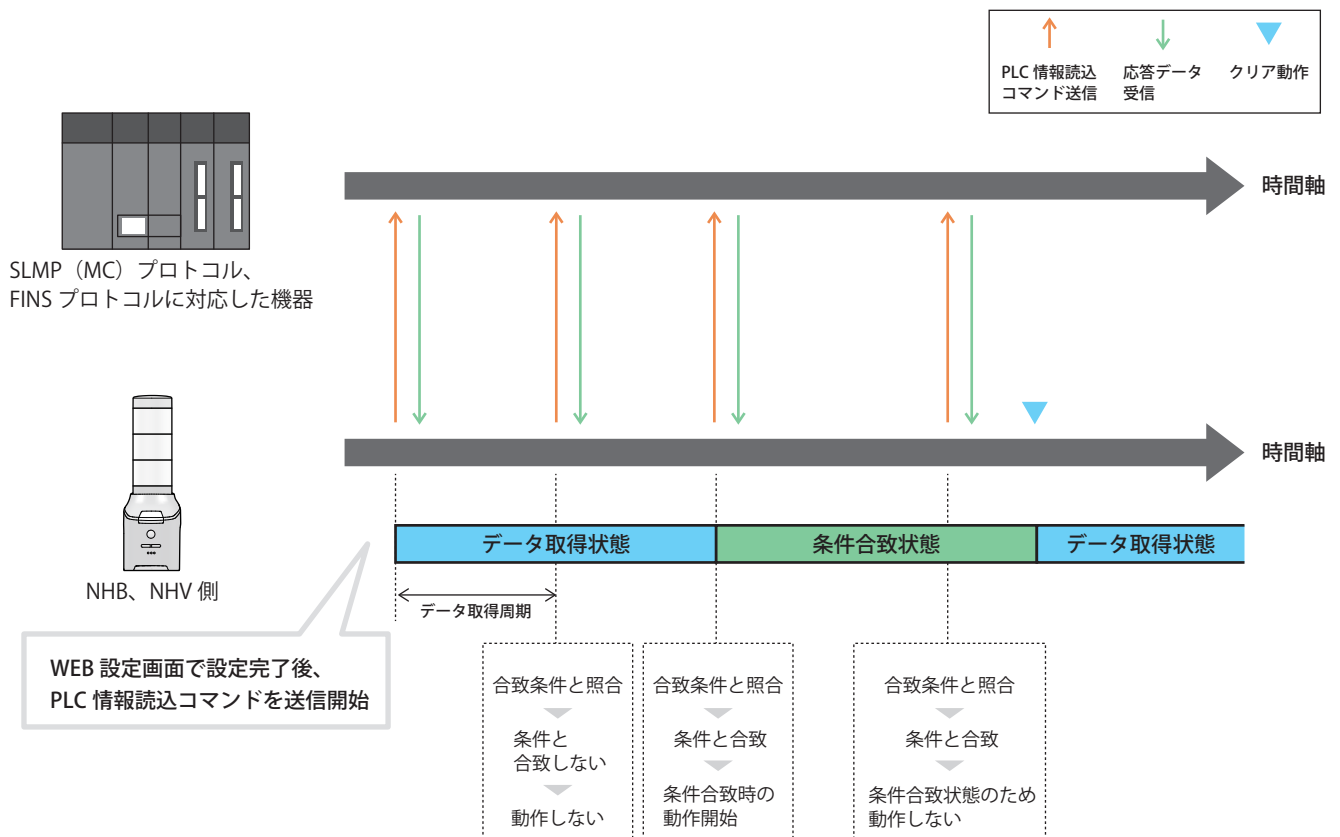 PLC 情報読込
コマンド送信
応答データ
受信
クリア動作
時間軸
SLMP（MC）プロトコル、
FINS プロトコルに対応した機器
時間軸
NHB、NHV 側
データ取得状態
条件合致状態
データ取得状態
データ取得周期
WEB 設定画面で設定完了後、
PLC 情報読込コマンドを送信開始
合致条件と照合
条件と
合致しない
動作しない
合致条件と照合
条件と合致
条件合致時の
動作開始
合致条件と照合
条件と合致
条件合致状態のため
動作しない